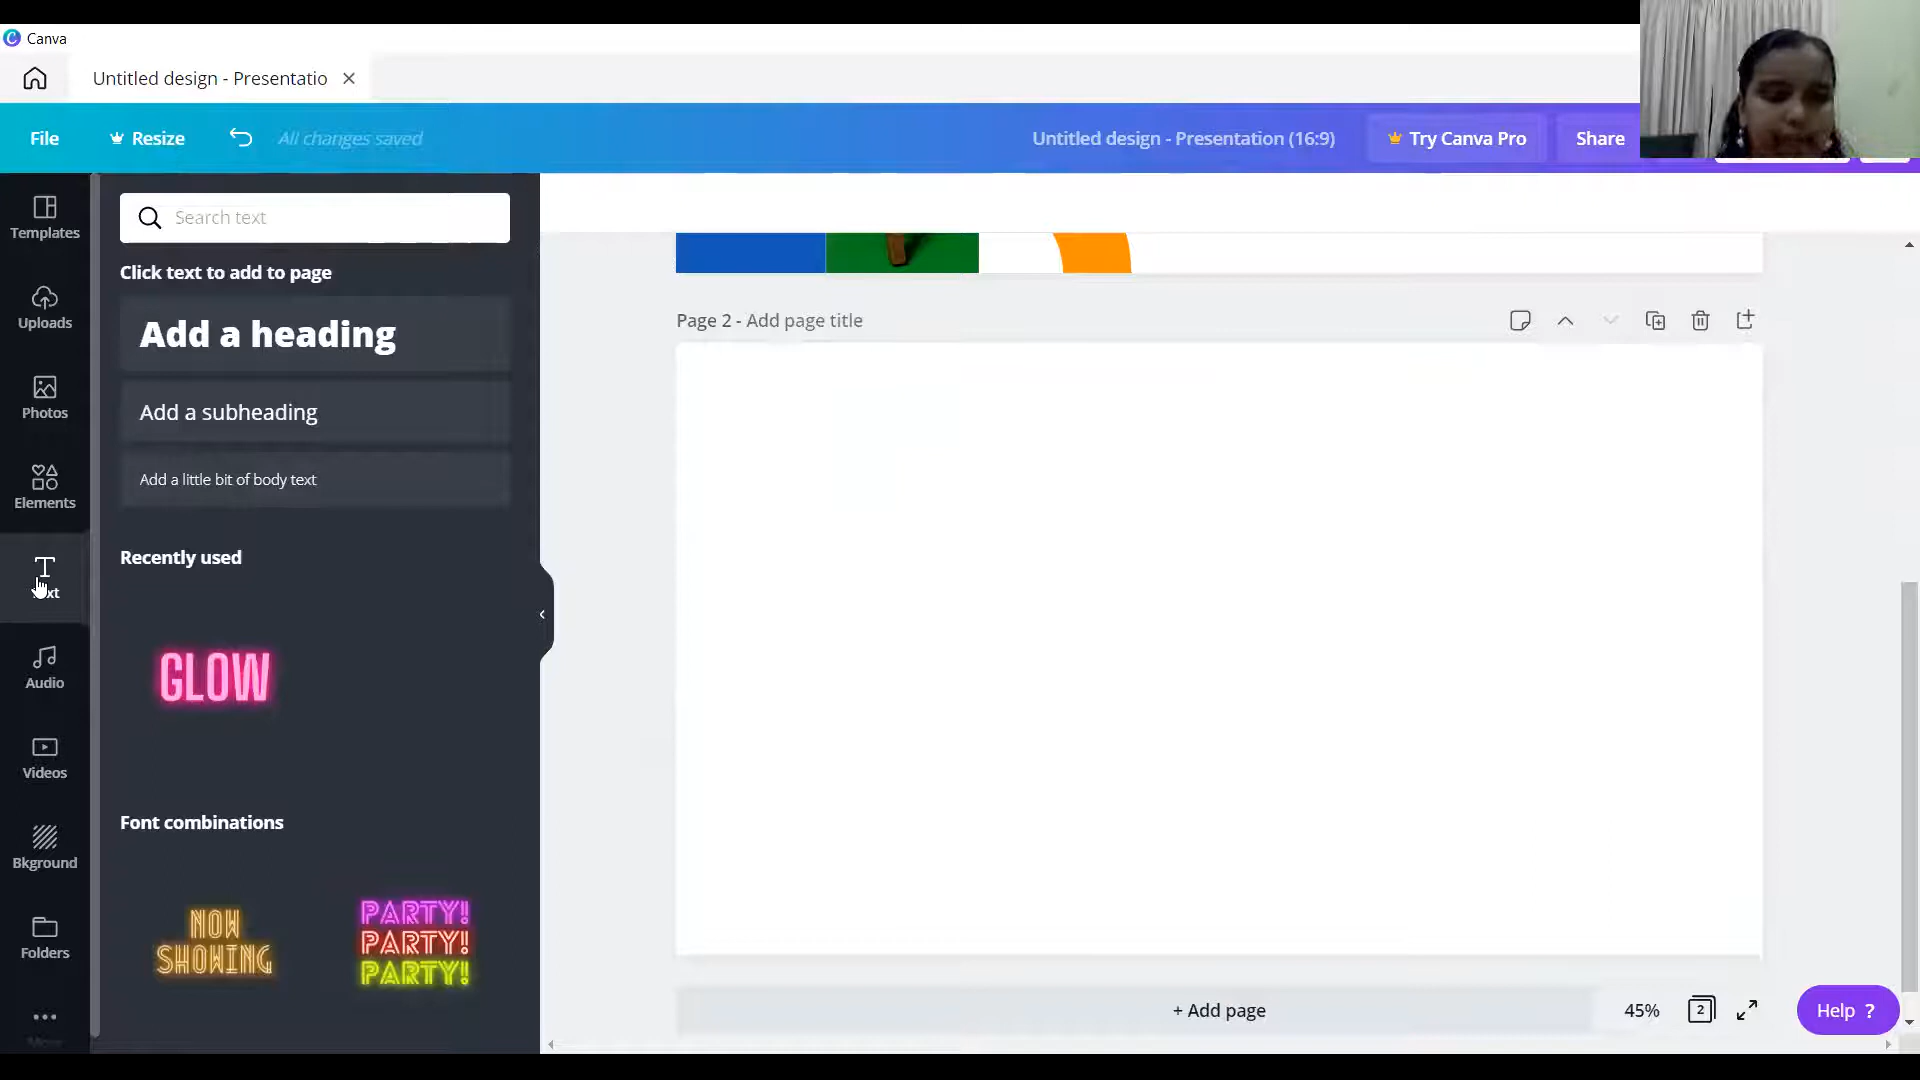 Canva
Untitled design - Presentatio
File
Resize
All changes saved
Untitled design - Presentation (16:9)
Try Canva Pro
Share
Templates
Uploads
Photos
Elements
Audio
Videos
Bkground
Folders
Search text
Click text to add to page
Add a heading
Add a subheading
Add a little bit of body text
Recently used
GLOW
Font combinations
NOW
SHOWING
PARTY!
PARTY!
PARTY!
Page 2 - Add page title
+ Add page
45%
2
Help ?